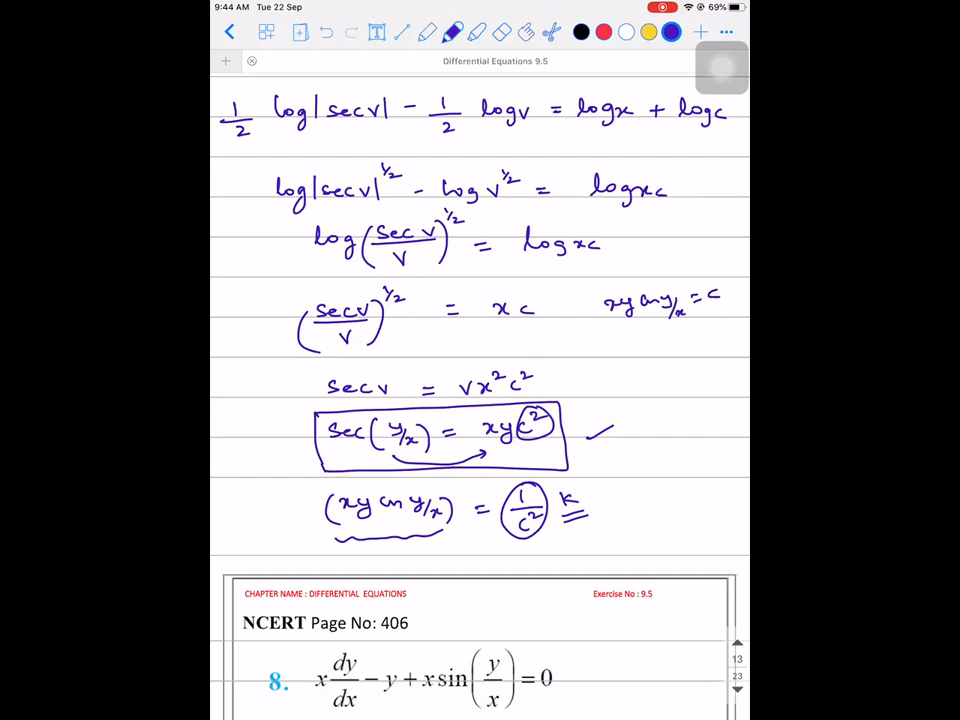 9:44 AM Tue 22 Sep 69%
Differential Equations 9.5
1/2 log|sec v| - 1/2 log v = log x + log c
log|sec v|^1/2 - log v^1/2 = log xc
log(sec v/v)^1/2 = log xc
(sec v/v)^1/2 = xc xy cos y/x = c
sec v = v x² c²
sec(y/x) = xy c² ✓
(xy cos y/x) = 1/c² K
CHAPTER NAME : DIFFERENTIAL EQUATIONS Exercise No : 9.5
NCERT Page No: 406
13
23
8. x dy/dx - y + x sin(y/x) = 0